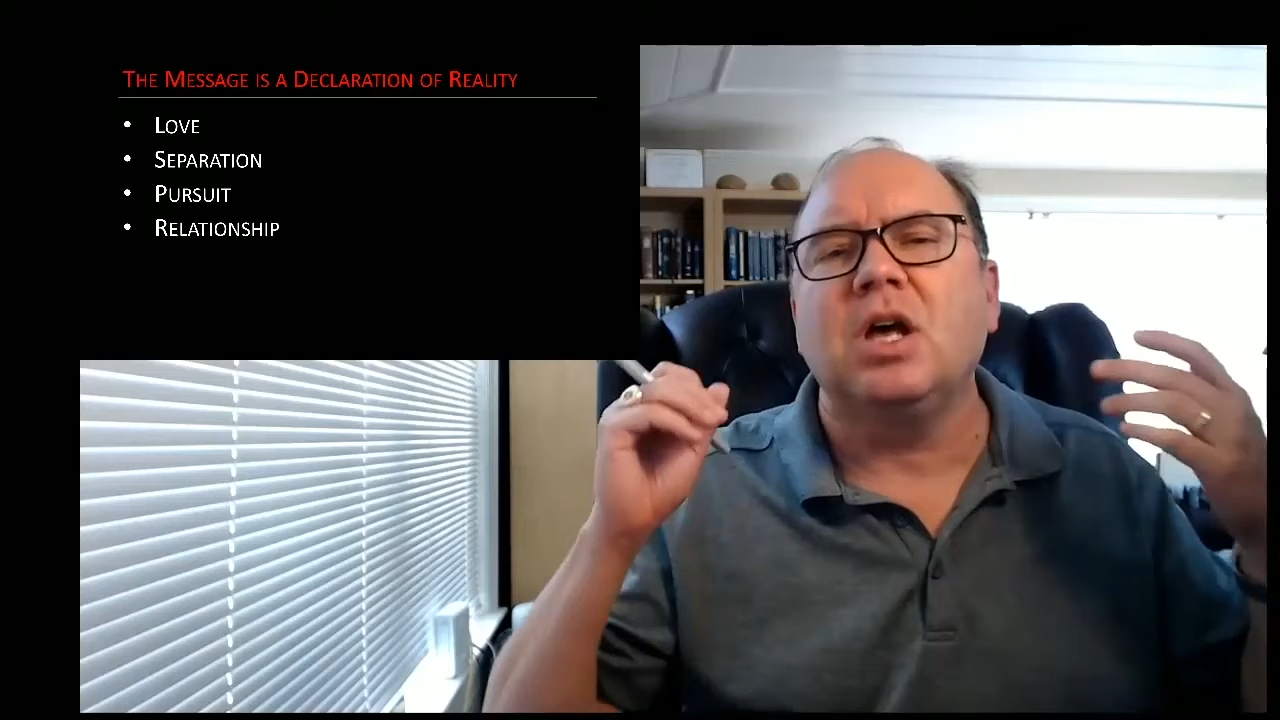 The Message is a Declaration of Reality
• Love
• Separation
• Pursuit
• Relationship